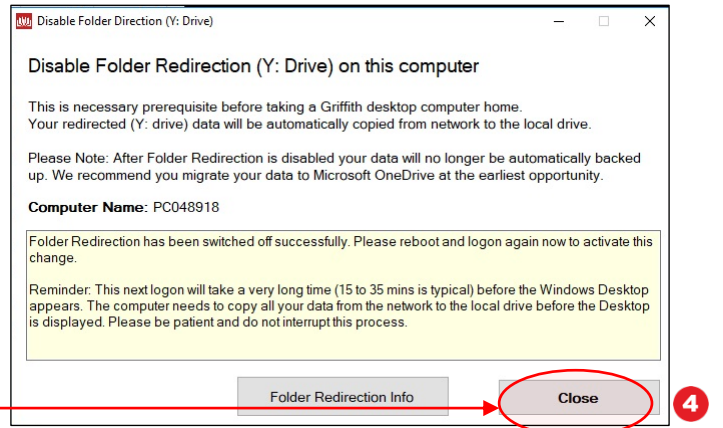 Disable Folder Direction (Y: Drive)
Disable Folder Redirection (Y: Drive) on this computer
This is necessary prerequisite before taking a Griffith desktop computer home.
Your redirected (Y: drive) data will be automatically copied from network to the local drive.
Please Note: After Folder Redirection is disabled your data will no longer be automatically backed
up. We recommend you migrate your data to Microsoft OneDrive at the earliest opportunity.
Computer Name: PC048918
Folder Redirection has been switched off successfully. Please reboot and logon again now to activate this
change.
Reminder: This next logon will take a very long time (15 to 35 mins is typical) before the Windows Desktop
appears. The computer needs to copy all your data from the network to the local drive before the Desktop
is displayed. Please be patient and do not interrupt this process.
Folder Redirection Info
Close
4